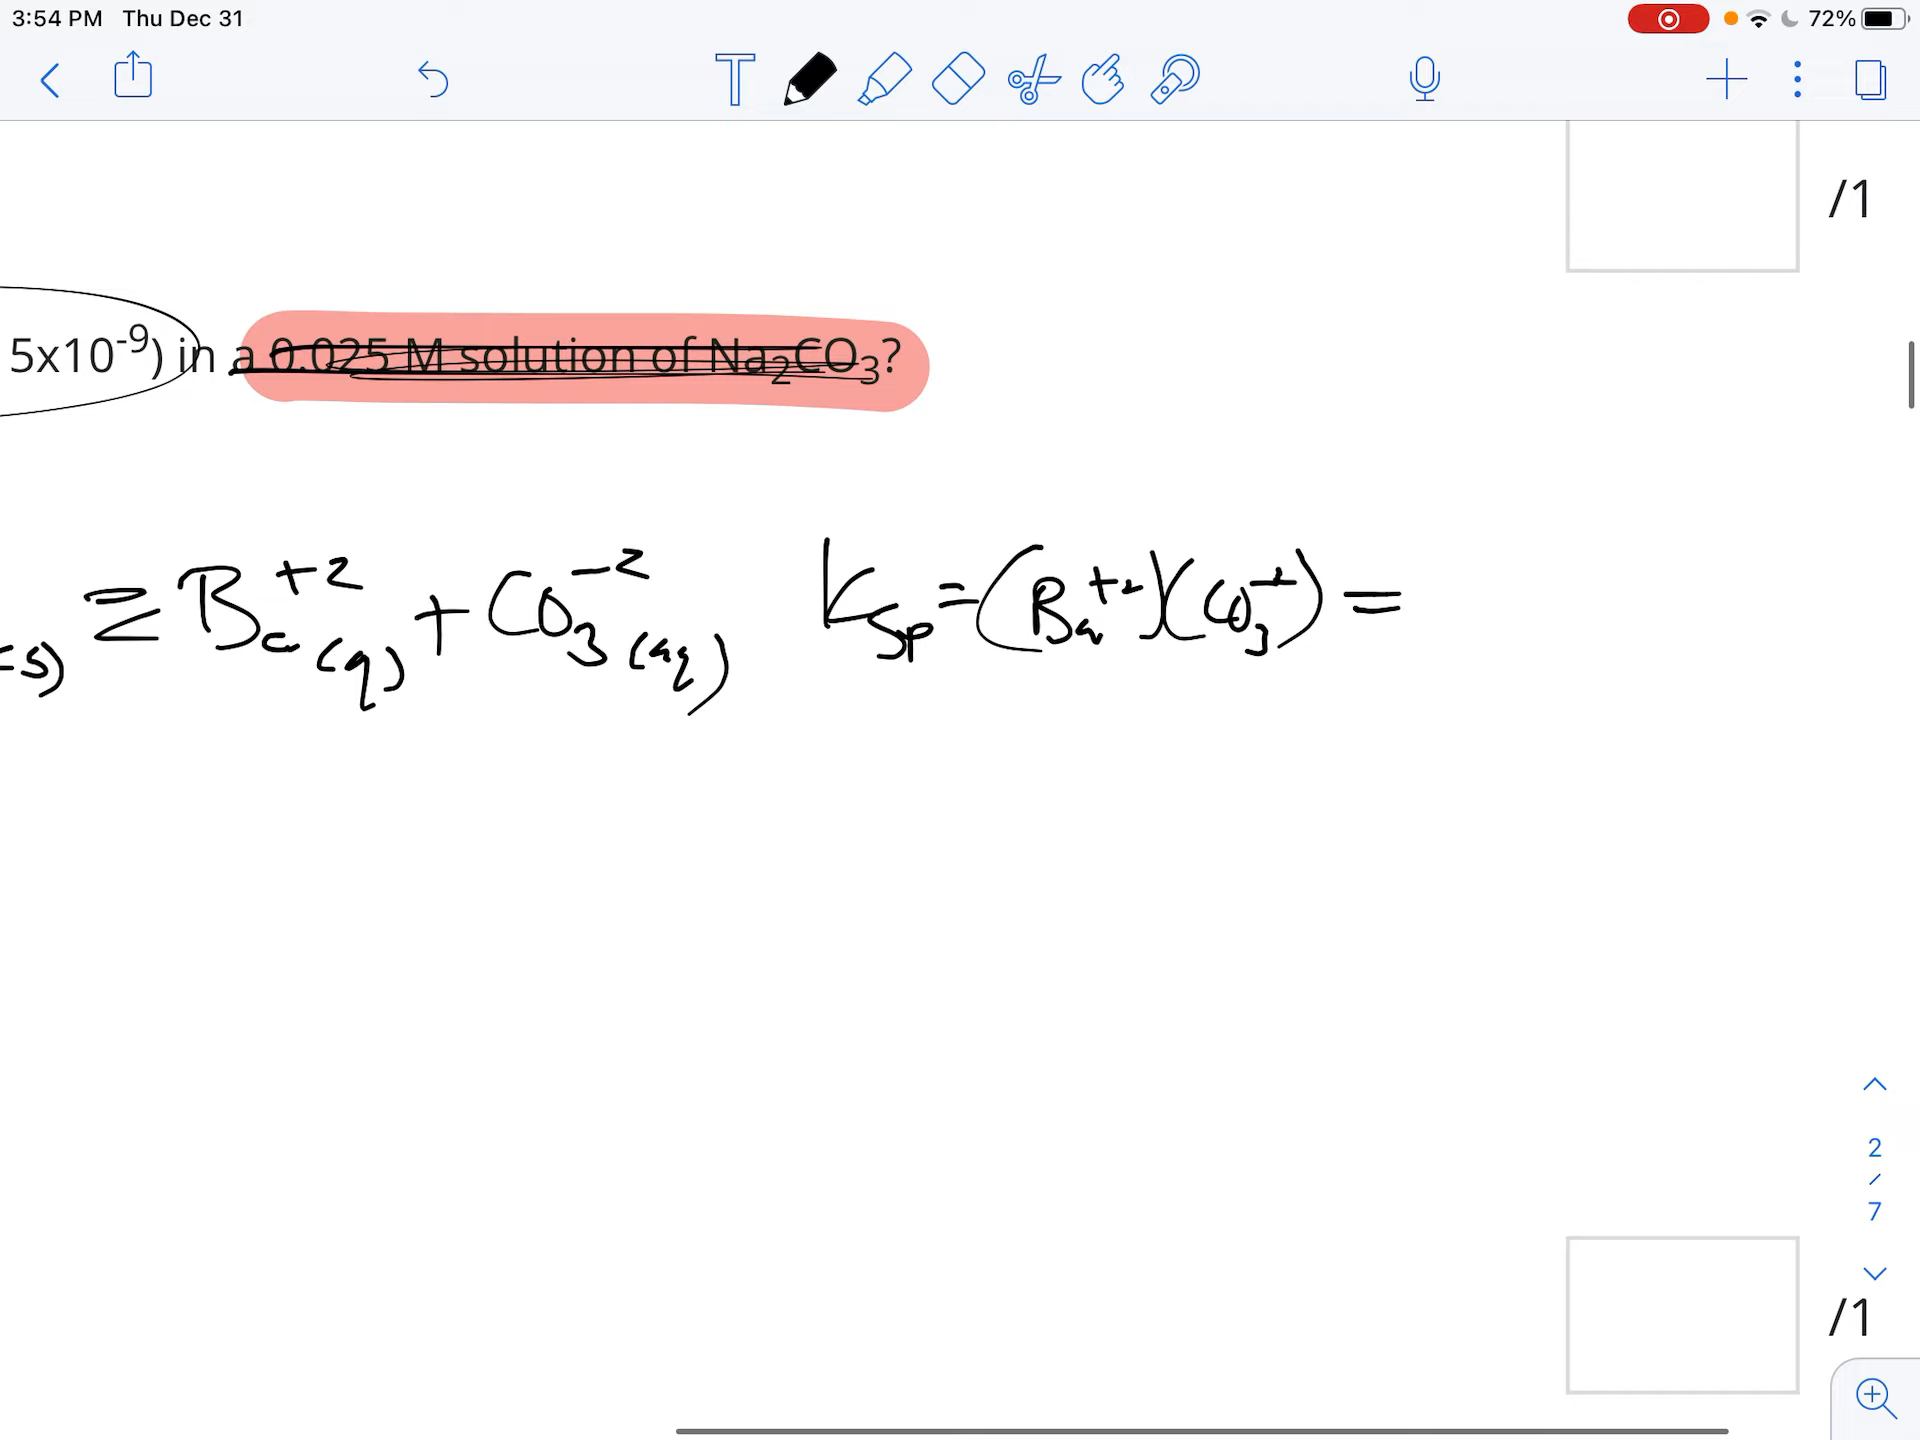 3:54 PM Thu Dec 31 72%
/1
5x10⁻⁹) in a 0.025 M solution of Na₂CO₃?
(s) ⇌ Ba⁺²(aq) + CO₃⁻²(aq) Ksp = (Ba⁺²)(CO₃⁻²) =
2
/
7
/1